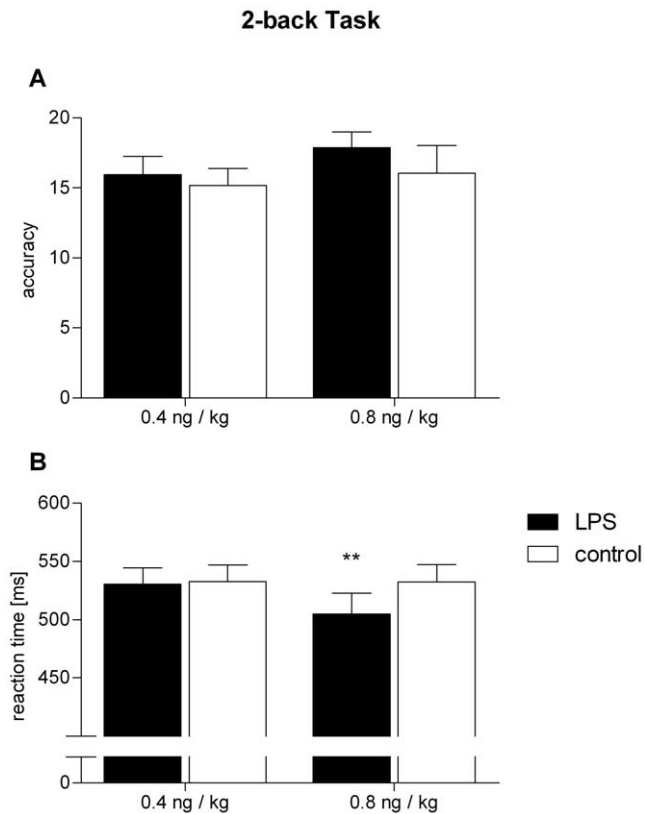 2-back Task
A
20
15
10
5
0
accuracy
0.4 ng / kg
0.8 ng / kg
B
600
550
500
450
0
reaction time [ms]
**
0.4 ng / kg
0.8 ng / kg
LPS
control